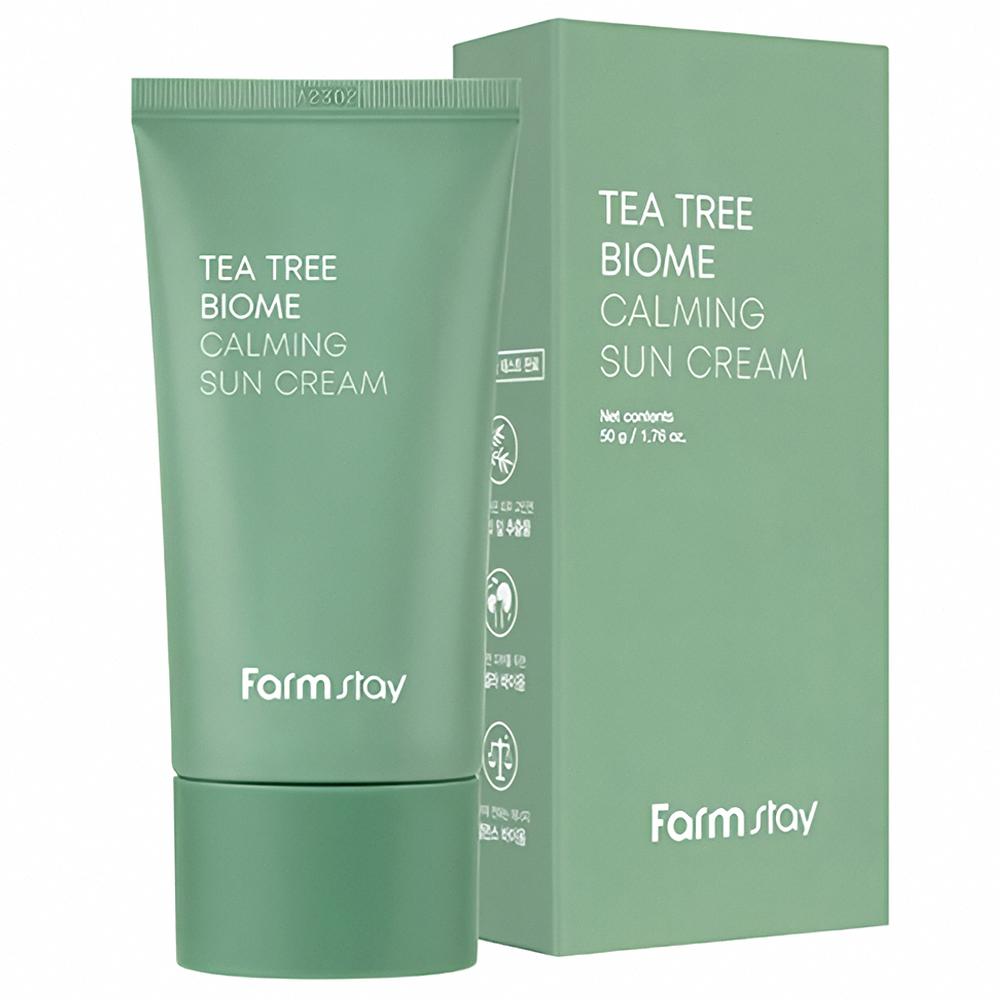 A2302
TEA TREE
BIOME
CALMING
SUN CREAM
Farm stay
TEA TREE
BIOME
CALMING
SUN CREAM
Net contents
50 g / 1.76 oz.
Farm stay